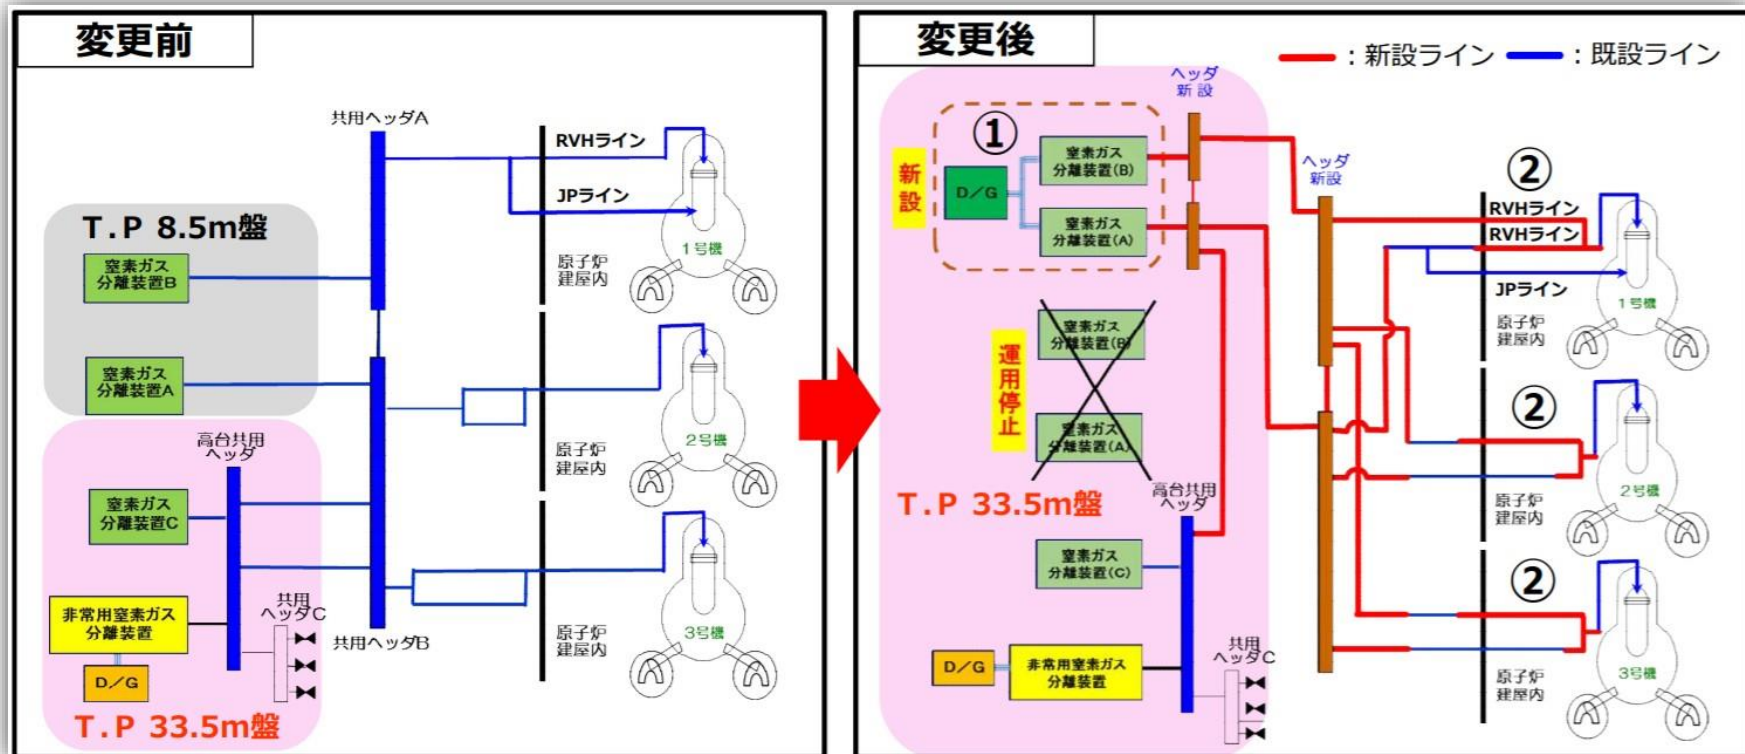 変更前
共用ヘッダA
RVHライン
JPライン
1号機
原子炉
建屋内
T.P 8.5m盤
窒素ガス
分離装置B
窒素ガス
分離装置A
2号機
原子炉
建屋内
高台共用
ヘッダ
窒素ガス
分離装置C
非常用窒素ガス
分離装置
D/G
共用
ヘッダC
共用ヘッダB
3号機
原子炉
建屋内
T.P 33.5m盤
変更後
:新設ライン
:既設ライン
ヘッダ
新設
①
新設
D/G
窒素ガス
分離装置(B)
窒素ガス
分離装置(A)
ヘッダ
新設
②
RVHライン
RVHライン
JPライン
1号機
原子炉
建屋内
運用停止
窒素ガス
分離装置(B)
窒素ガス
分離装置(A)
②
2号機
原子炉
建屋内
T.P 33.5m盤
高台共用
ヘッダ
窒素ガス
分離装置(C)
②
3号機
原子炉
建屋内
D/G
非常用窒素ガス
分離装置
共用
ヘッダC